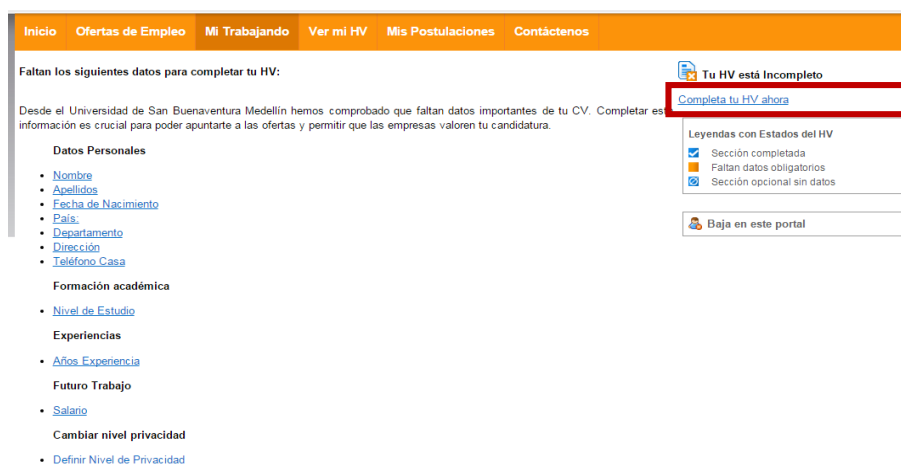 Inicio Ofertas de Empleo Mi Trabajando Ver mi HV Mis Postulaciones Contáctenos
Faltan los siguientes datos para completar tu HV:
Desde el Universidad de San Buenaventura Medellín hemos comprobado que faltan datos importantes de tu CV. Completar
información es crucial para poder apuntarte a las ofertas y permitir que las empresas valoren tu candidatura.
Datos Personales
• Nombre
• Apellidos
• Fecha de Nacimiento
• País:
• Departamento
• Dirección
• Teléfono Casa
Formación académica
• Nivel de Estudio
Experiencias
• Años Experiencia
Futuro Trabajo
• Salario
Cambiar nivel privacidad
• Definir Nivel de Privacidad
Tu HV está Incompleto
Completa tu HV ahora
Leyendas con Estados del HV
Sección completada
Faltan datos obligatorios
Sección opcional sin datos
Baja en este portal